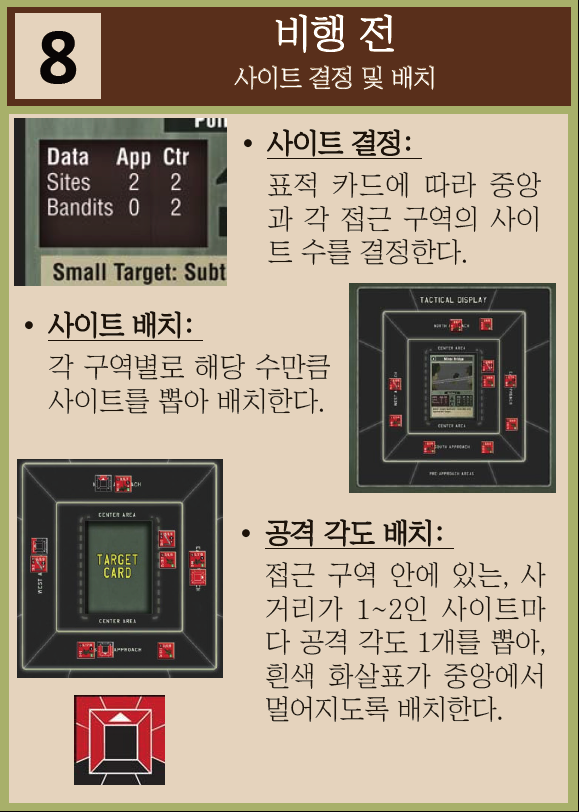 8
비행 전
사이트 결정 및 배치
Data App Ctr
Sites 2 2
Bandits 0 2
Small Target: Subt
• 사이트 결정:
표적 카드에 따라 중앙
과 각 접근 구역의 사이
트 수를 결정한다.
• 사이트 배치:
각 구역별로 해당 수만큼
사이트를 뽑아 배치한다.
TACTICAL DISPLAY
CENTER AREA
CENTER AREA
SOUTH APPROACH
PRE-APPROACH AREAS
CENTER AREA
TARGET
CARD
WEST A
CENTER AREA
APPROACH
• 공격 각도 배치:
접근 구역 안에 있는, 사
거리가 1~2인 사이트마
다 공격 각도 1개를 뽑아,
흰색 화살표가 중앙에서
멀어지도록 배치한다.